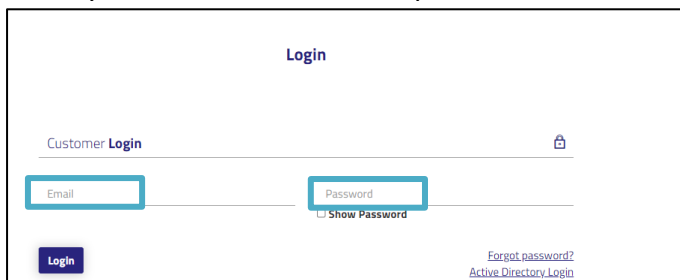 Login
Customer Login
Email
Password
Show Password
Login
Forgot password?
Active Directory Login